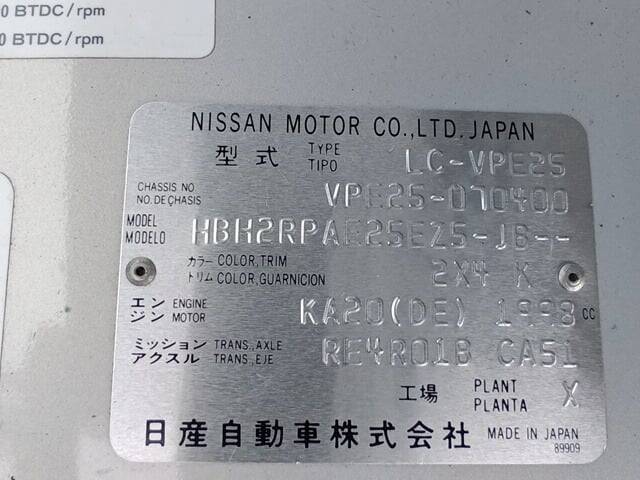 0 BTDC/rpm
0 BTDC/rpm
NISSAN MOTOR CO.,LTD.JAPAN
型式 TYPE TIPO LC-VPE25
CHASSIS NO NO.DE CHASIS VPE25-070400
MODEL MODELO HBH2RPAE25EZ5-JB--
カラー COLOR,TRIM
トリム COLOR,GUARNICION 2X4 K
エンジン ENGINE MOTOR KA20(DE) 1998 CC
ミッション TRANS.,AXLE
アクスル TRANS.,EJE RE4R01B CA51
工場 PLANT PLANTA X
日産自動車株式会社 MADE IN JAPAN
89909